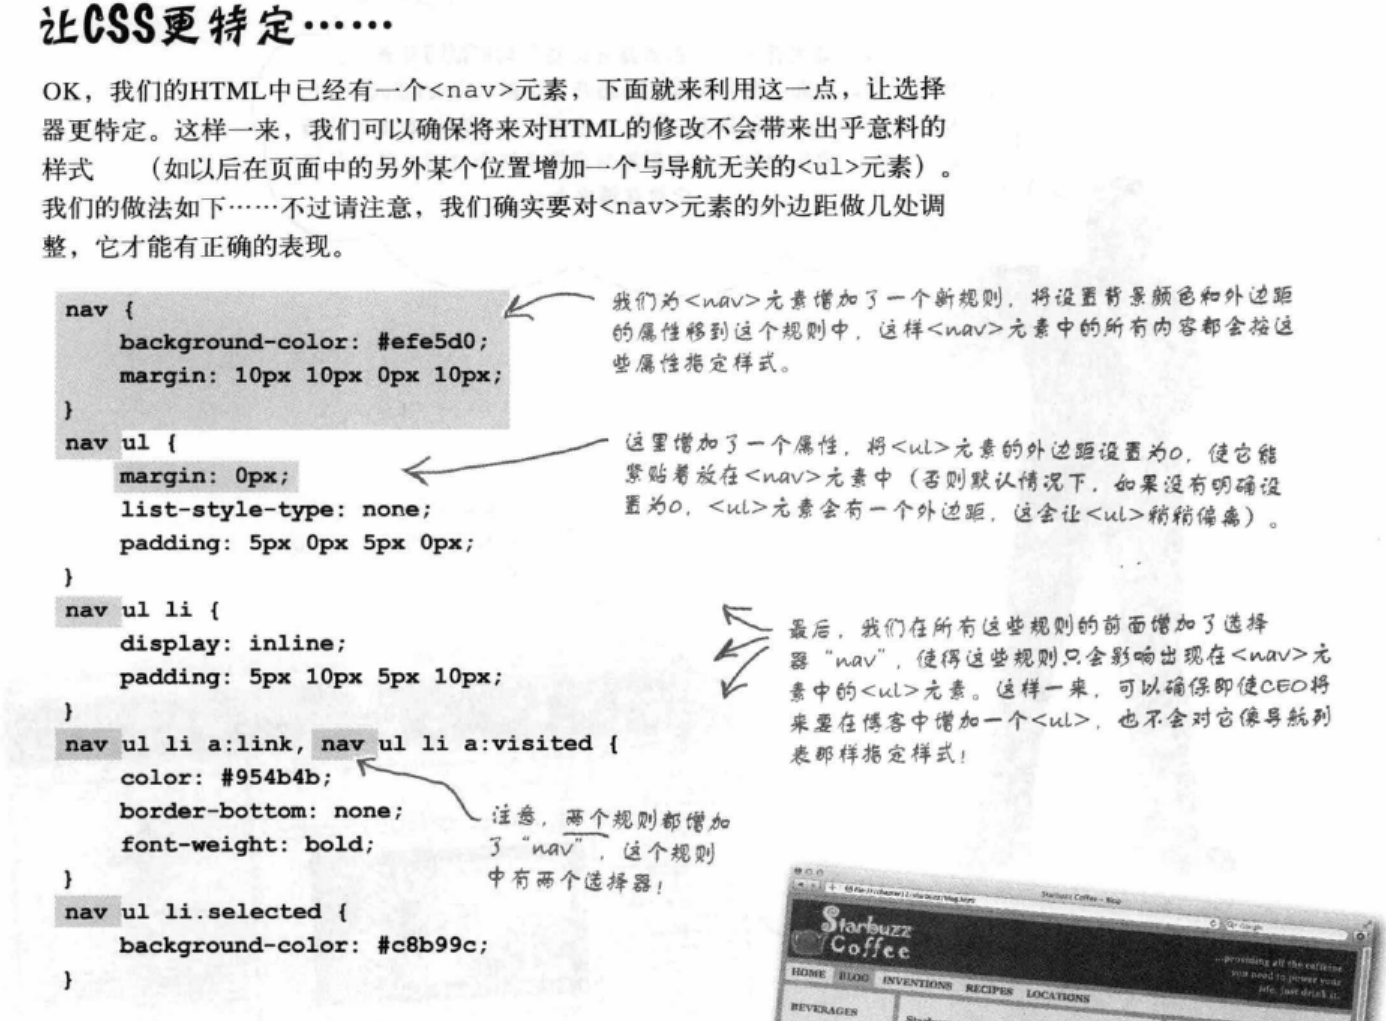 让CSS更特定……
OK，我们的HTML中已经有一个<nav>元素，下面就来利用这一点，让选择
器更特定。这样一来，我们可以确保将来对HTML的修改不会带来出乎意料的
样式　　（如以后在页面中的另外某个位置增加一个与导航无关的<ul>元素）。
我们的做法如下……不过请注意，我们确实要对<nav>元素的外边距做几处调
整，它才能有正确的表现。
nav {
    background-color: #efe5d0;
    margin: 10px 10px 0px 10px;
}
我们为<nav>元素增加了一个新规则，将设置背景颜色和外边距
的属性移到这个规则中，这样<nav>元素中的所有内容都会按这
些属性指定样式。
nav ul {
    margin: 0px;
    list-style-type: none;
    padding: 5px 0px 5px 0px;
}
这里增加了一个属性，将<ul>元素的外边距设置为0，使它能
紧贴着放在<nav>元素中（否则默认情况下，如果没有明确设
置为0，<ul>元素会有一个外边距，这会让<ul>稍稍偏离）。
nav ul li {
    display: inline;
    padding: 5px 10px 5px 10px;
}
最后，我们在所有这些规则的前面增加了选择
器“nav”，使得这些规则只会影响出现在<nav>元
素中的<ul>元素。这样一来，可以确保即使CEO将
来要在博客中增加一个<ul>，也不会对它像导航列
表那样指定样式！
nav ul li a:link, nav ul li a:visited {
    color: #954b4b;
    border-bottom: none;
    font-weight: bold;
}
注意，两个规则都增加
了“nav”，这个规则
中有两个选择器！
nav ul li.selected {
    background-color: #c8b99c;
}
Starbuzz Coffee - Blog
Starbuzz
Coffee
...providing all the caffeine
you need to power your
life. Just drink it.
HOME BLOG INVENTIONS RECIPES LOCATIONS
BEVERAGES